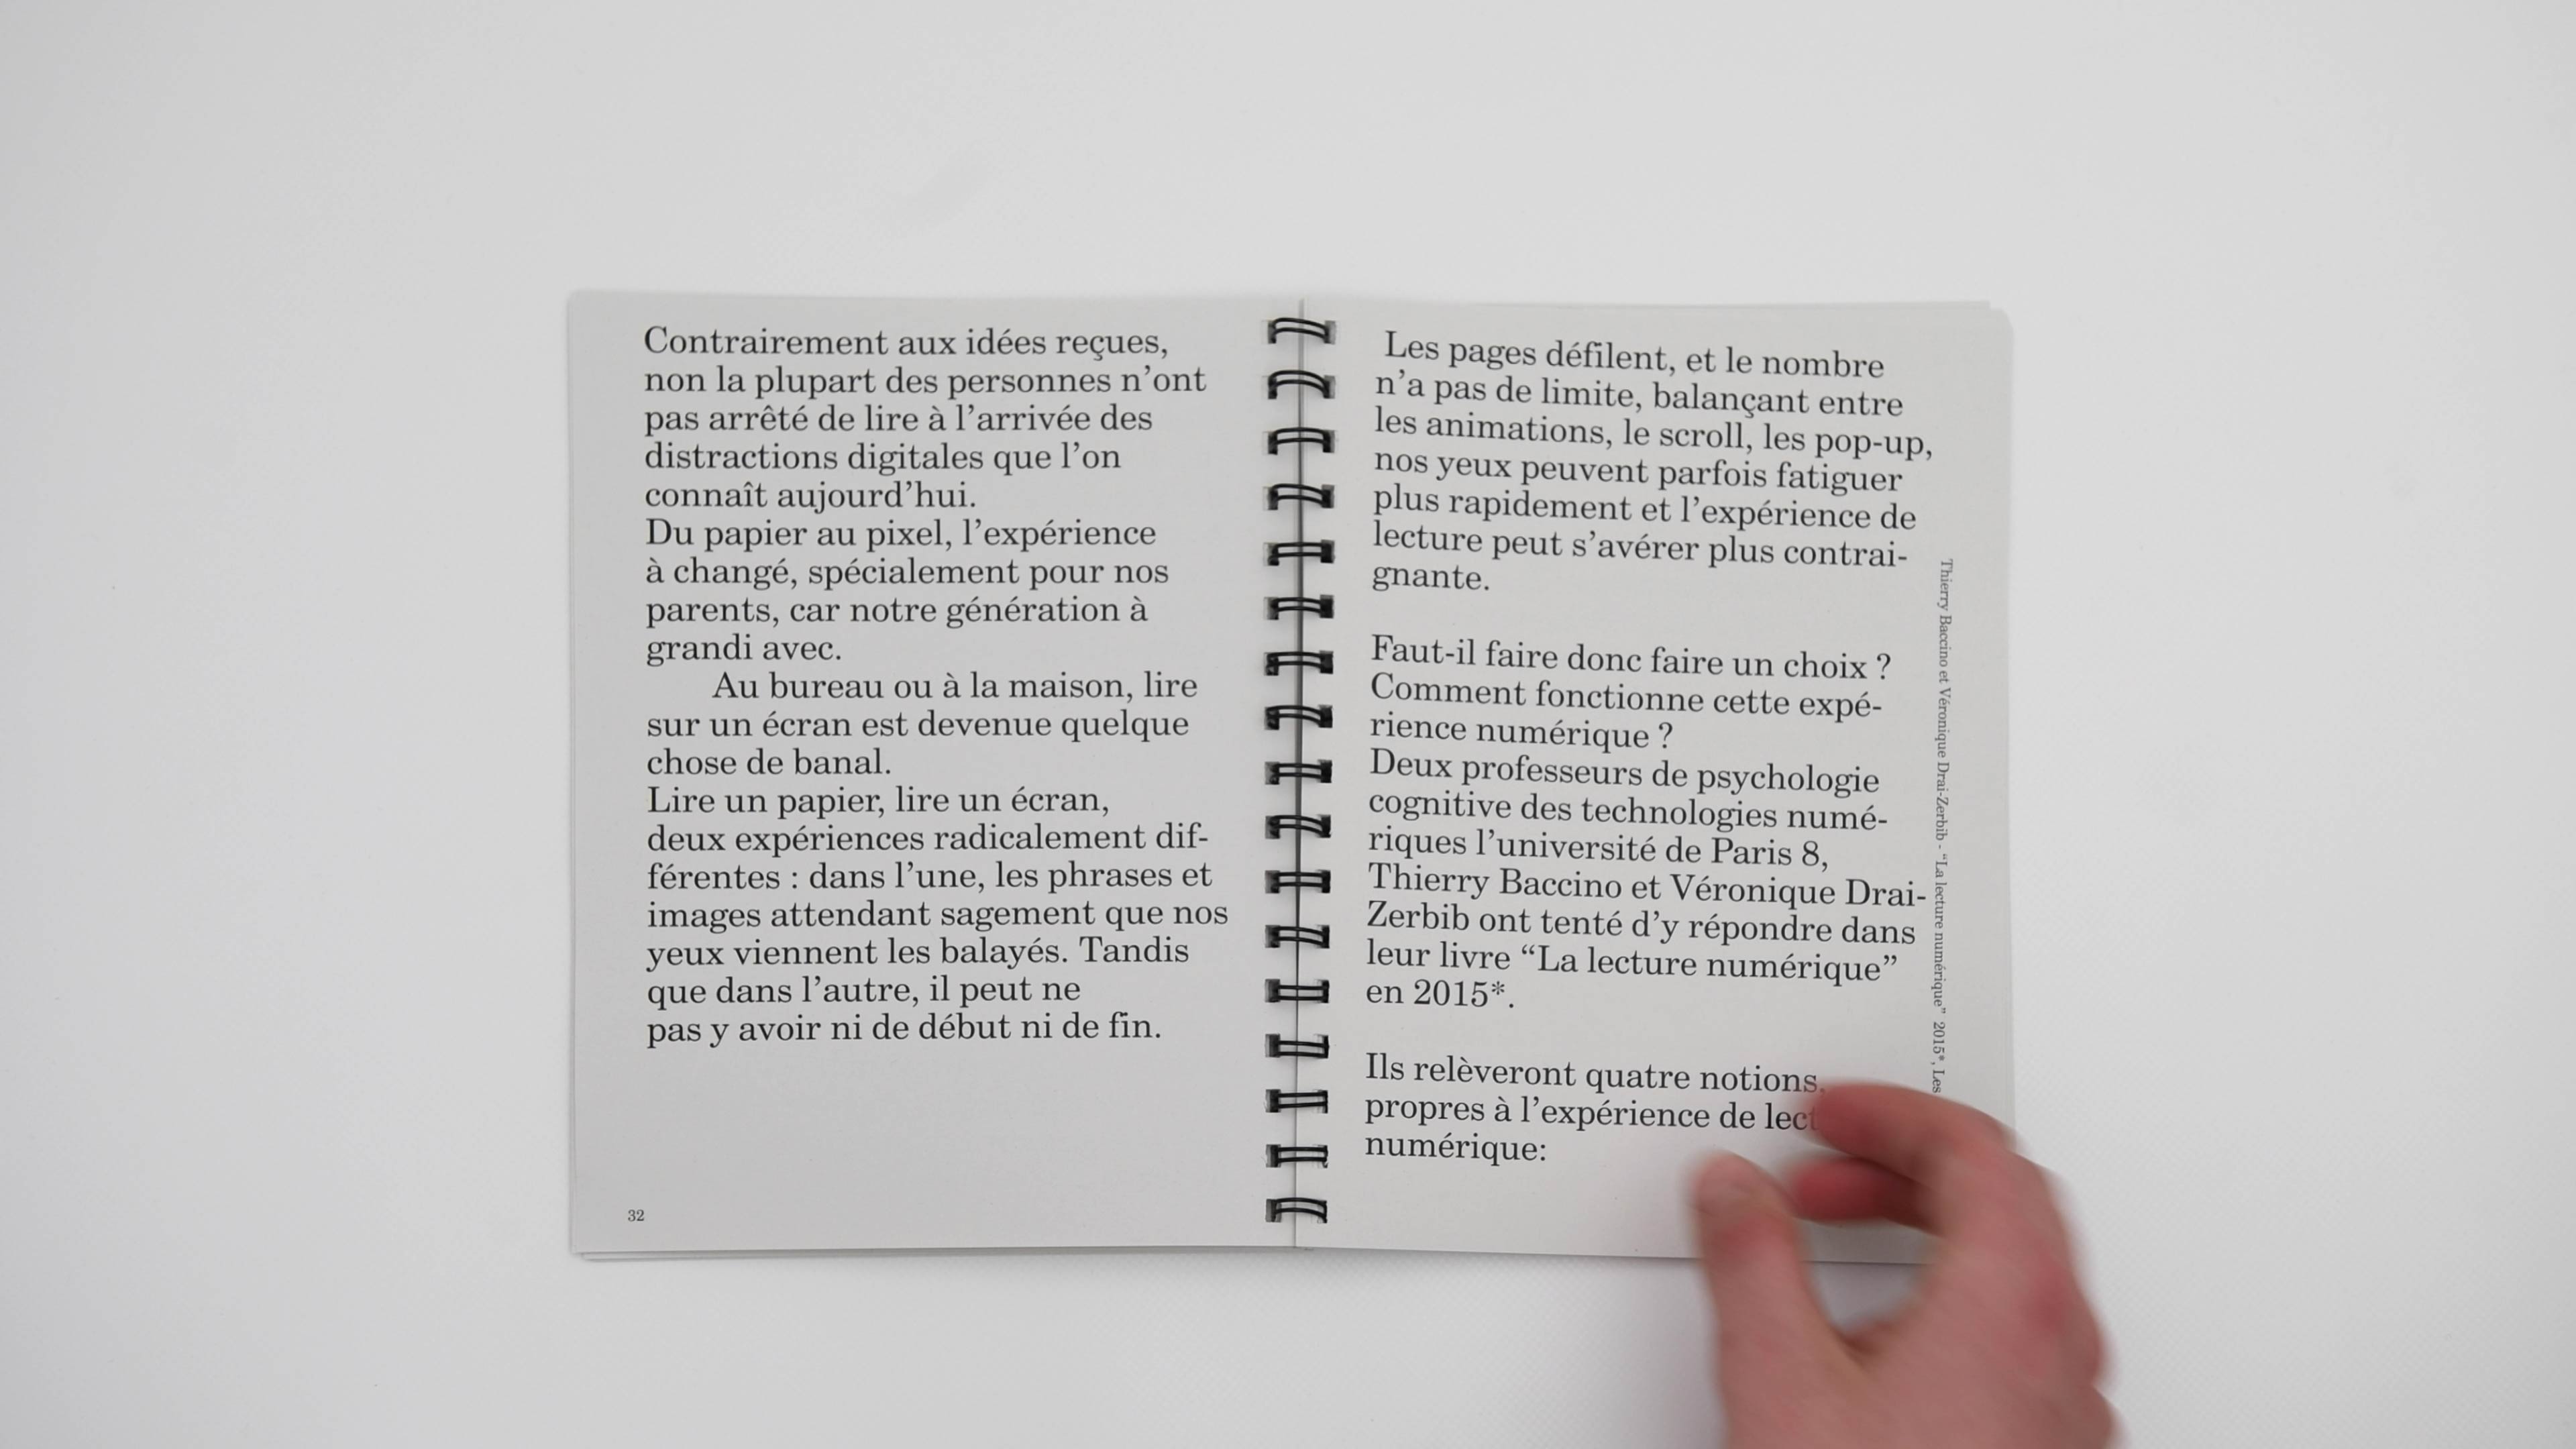 Contrairement aux idées reçues,
non la plupart des personnes n’ont
pas arrêté de lire à l’arrivée des
distractions digitales que l’on
connaît aujourd’hui.
Du papier au pixel, l’expérience
à changé, spécialement pour nos
parents, car notre génération à
grandi avec.
Au bureau ou à la maison, lire
sur un écran est devenue quelque
chose de banal.
Lire un papier, lire un écran,
deux expériences radicalement dif-
férentes : dans l’une, les phrases et
images attendant sagement que nos
yeux viennent les balayés. Tandis
que dans l’autre, il peut ne
pas y avoir ni de début ni de fin.
32
Les pages défilent, et le nombre
n’a pas de limite, balançant entre
les animations, le scroll, les pop-up,
nos yeux peuvent parfois fatiguer
plus rapidement et l’expérience de
lecture peut s’avérer plus contrai-
gnante.
Faut-il faire donc faire un choix ?
Comment fonctionne cette expé-
rience numérique ?
Deux professeurs de psychologie
cognitive des technologies numé-
riques l’université de Paris 8,
Thierry Baccino et Véronique Drai-
Zerbib ont tenté d’y répondre dans
leur livre “La lecture numérique”
en 2015*.
Ils relèveront quatre notions,
propres à l’expérience de
numérique:
Thierry Baccino et Véronique Drai-Zerbib - “La lecture numérique” 2015*, Les